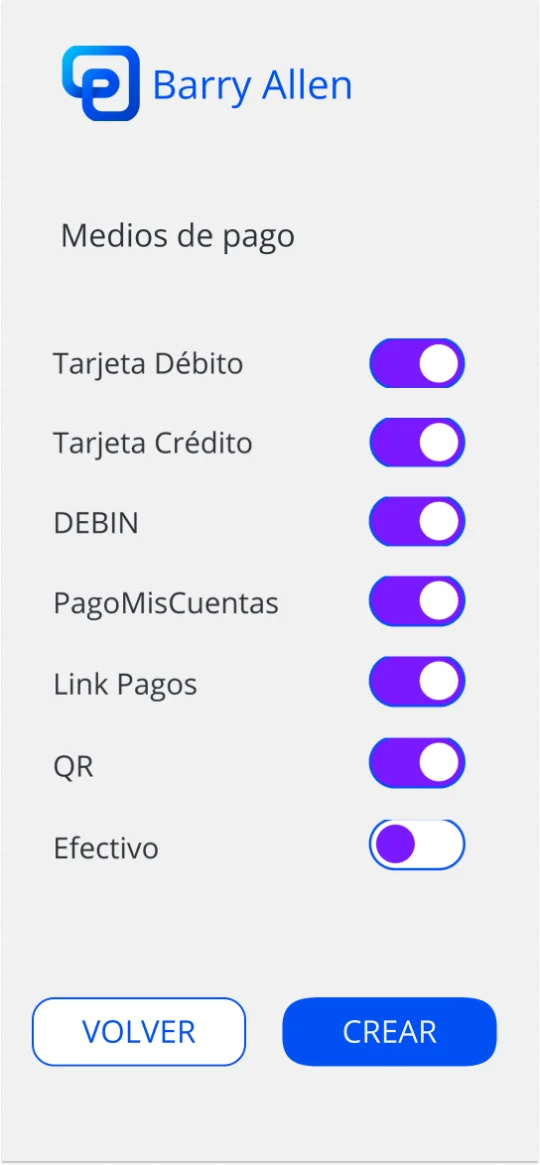 Barry Allen
Medios de pago
Tarjeta Débito
Tarjeta Crédito
DEBIN
PagoMisCuentas
Link Pagos
QR
Efectivo
VOLVER
CREAR